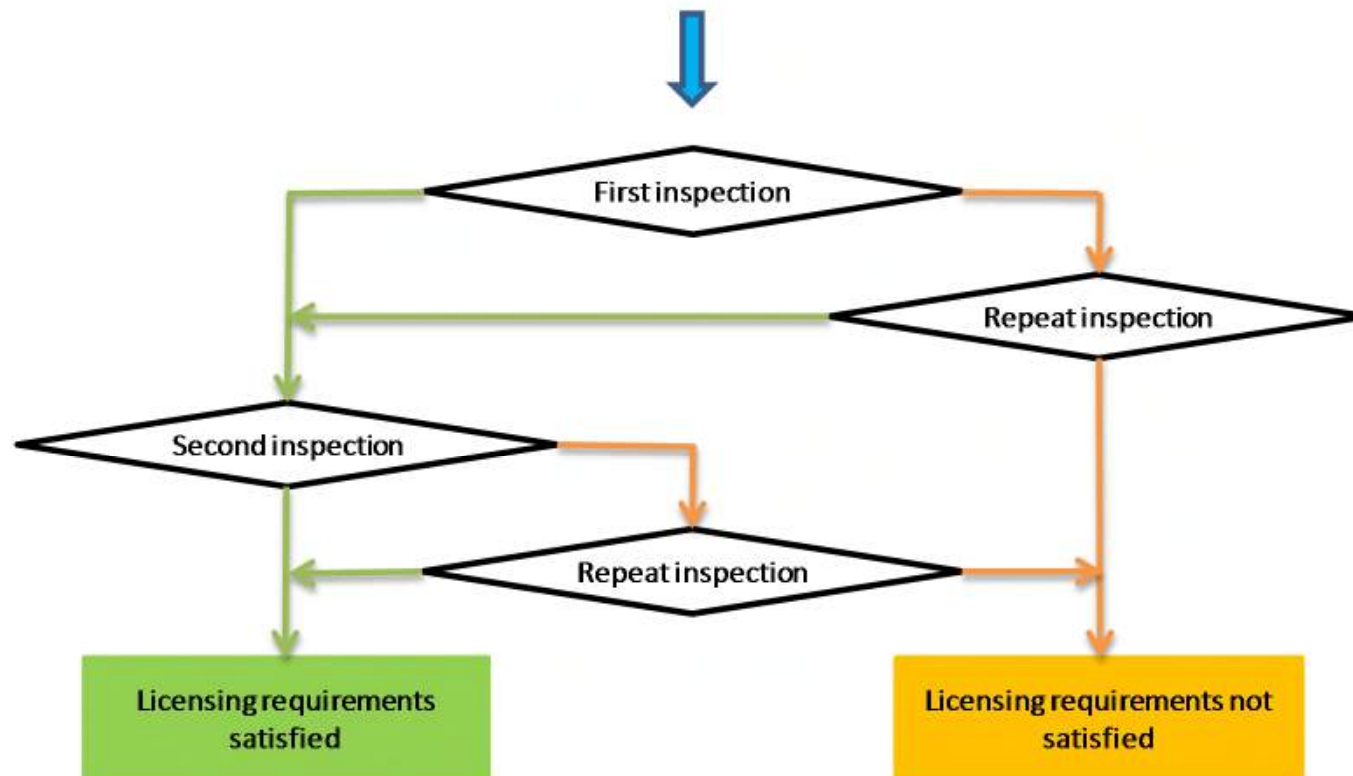 First inspection
Repeat inspection
Second inspection
Repeat inspection
Licensing requirements
satisfied
Licensing requirements not
satisfied